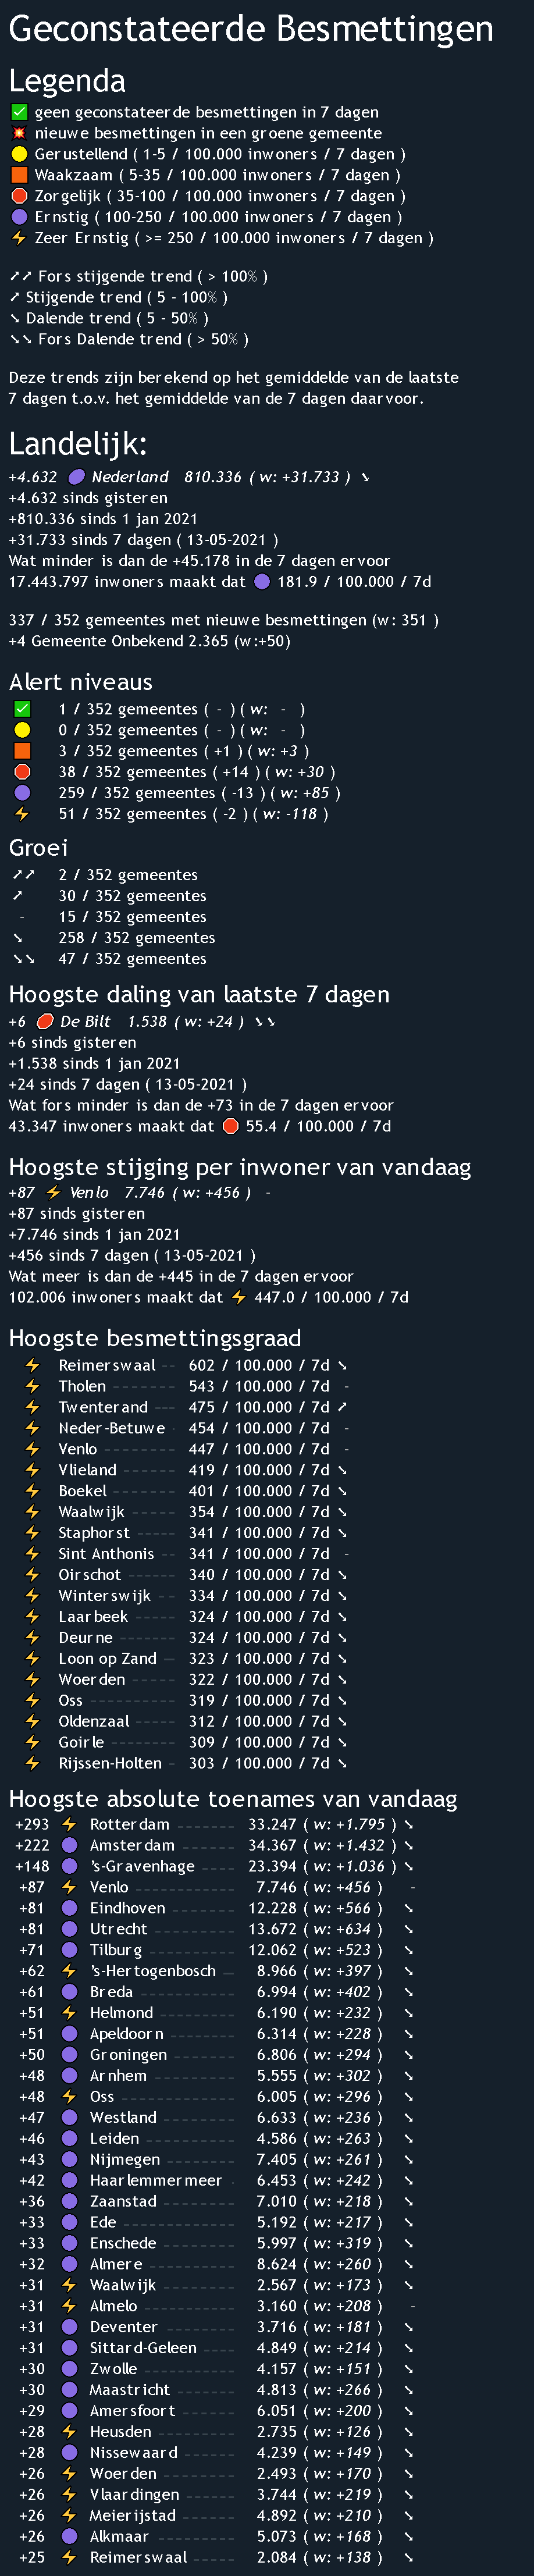 Geconstateerde Besmettingen
Legenda
✅ geen geconstateerde besmettingen in 7 dagen
💥 nieuwe besmettingen in een groene gemeente
🟡 Gerustellend ( 1-5 / 100.000 inwoners / 7 dagen )
🟧 Waakzaam ( 5-35 / 100.000 inwoners / 7 dagen )
🛑 Zorgelijk ( 35-100 / 100.000 inwoners / 7 dagen )
🟣 Ernstig ( 100-250 / 100.000 inwoners / 7 dagen )
⚡ Zeer Ernstig ( >= 250 / 100.000 inwoners / 7 dagen )
➚➚ Fors stijgende trend ( > 100% )
➚ Stijgende trend ( 5 - 100% )
➘ Dalende trend ( 5 - 50% )
➘➘ Fors Dalende trend ( > 50% )
Deze trends zijn berekend op het gemiddelde van de laatste
7 dagen t.o.v. het gemiddelde van de 7 dagen daarvoor.
Landelijk:
+4.632 🟣 Nederland 810.336 ( w: +31.733 ) ➘
+4.632 sinds gisteren
+810.336 sinds 1 jan 2021
+31.733 sinds 7 dagen ( 13-05-2021 )
Wat minder is dan de +45.178 in de 7 dagen ervoor
17.443.797 inwoners maakt dat 🟣 181.9 / 100.000 / 7d
337 / 352 gemeentes met nieuwe besmettingen (w: 351 )
+4 Gemeente Onbekend 2.365 (w:+50)
Alert niveaus
✅ 1 / 352 gemeentes ( - ) ( w: - )
🟡 0 / 352 gemeentes ( - ) ( w: - )
🟧 3 / 352 gemeentes ( +1 ) ( w: +3 )
🛑 38 / 352 gemeentes ( +14 ) ( w: +30 )
🟣 259 / 352 gemeentes ( -13 ) ( w: +85 )
⚡ 51 / 352 gemeentes ( -2 ) ( w: -118 )
Groei
➚➚ 2 / 352 gemeentes
➚ 30 / 352 gemeentes
- 15 / 352 gemeentes
➘ 258 / 352 gemeentes
➘➘ 47 / 352 gemeentes
Hoogste daling van laatste 7 dagen
+6 🛑 De Bilt 1.538 ( w: +24 ) ➘➘
+6 sinds gisteren
+1.538 sinds 1 jan 2021
+24 sinds 7 dagen ( 13-05-2021 )
Wat fors minder is dan de +73 in de 7 dagen ervoor
43.347 inwoners maakt dat 🛑 55.4 / 100.000 / 7d
Hoogste stijging per inwoner van vandaag
+87 ⚡ Venlo 7.746 ( w: +456 ) -
+87 sinds gisteren
+7.746 sinds 1 jan 2021
+456 sinds 7 dagen ( 13-05-2021 )
Wat meer is dan de +445 in de 7 dagen ervoor
102.006 inwoners maakt dat ⚡ 447.0 / 100.000 / 7d
Hoogste besmettingsgraad
⚡ Reimerswaal -- 602 / 100.000 / 7d ➘
⚡ Tholen -------- 543 / 100.000 / 7d -
⚡ Twenterand --- 475 / 100.000 / 7d ➚
⚡ Neder-Betuwe - 454 / 100.000 / 7d -
⚡ Venlo --------- 447 / 100.000 / 7d -
⚡ Vlieland ------ 419 / 100.000 / 7d ➘
⚡ Boekel -------- 401 / 100.000 / 7d ➘
⚡ Waalwijk ----- 354 / 100.000 / 7d ➘
⚡ Staphorst ----- 341 / 100.000 / 7d ➘
⚡ Sint Anthonis -- 341 / 100.000 / 7d -
⚡ Oirschot ------ 340 / 100.000 / 7d ➘
⚡ Winterswijk --- 334 / 100.000 / 7d ➘
⚡ Laarbeek ----- 324 / 100.000 / 7d ➘
⚡ Deurne ------- 324 / 100.000 / 7d ➘
⚡ Loon op Zand -- 323 / 100.000 / 7d ➘
⚡ Woerden ------ 322 / 100.000 / 7d ➘
⚡ Oss ----------- 319 / 100.000 / 7d ➘
⚡ Oldenzaal ----- 312 / 100.000 / 7d ➘
⚡ Goirle -------- 309 / 100.000 / 7d ➘
⚡ Rijssen-Holten - 303 / 100.000 / 7d ➘
Hoogste absolute toenames van vandaag
+293 ⚡ Rotterdam ------- 33.247 ( w: +1.795 ) ➘
+222 🟣 Amsterdam ------- 34.367 ( w: +1.432 ) ➘
+148 🟣 's-Gravenhage ---- 23.394 ( w: +1.036 ) ➘
+87 ⚡ Venlo ------------ 7.746 ( w: +456 ) -
+81 🟣 Eindhoven -------- 12.228 ( w: +566 ) ➘
+81 🟣 Utrecht ---------- 13.672 ( w: +634 ) ➘
+71 🟣 Tilburg ----------- 12.062 ( w: +523 ) ➘
+62 ⚡ 's-Hertogenbosch -- 8.966 ( w: +397 ) ➘
+61 🟣 Breda ------------ 6.994 ( w: +402 ) ➘
+51 ⚡ Helmond --------- 6.190 ( w: +232 ) ➘
+51 🟣 Apeldoorn -------- 6.314 ( w: +228 ) ➘
+50 🟣 Groningen -------- 6.806 ( w: +294 ) ➘
+48 🟣 Arnhem ---------- 5.555 ( w: +302 ) ➘
+48 ⚡ Oss -------------- 6.005 ( w: +296 ) ➘
+47 🟣 Westland --------- 6.633 ( w: +236 ) ➘
+46 🟣 Leiden ----------- 4.586 ( w: +263 ) ➘
+43 🟣 Nijmegen --------- 7.405 ( w: +261 ) ➘
+42 🟣 Haarlemmermeer - 6.453 ( w: +242 ) ➘
+36 🟣 Zaanstad --------- 7.010 ( w: +218 ) ➘
+33 🟣 Ede -------------- 5.192 ( w: +217 ) ➘
+33 🟣 Enschede --------- 5.997 ( w: +319 ) ➘
+32 🟣 Almere ----------- 8.624 ( w: +260 ) ➘
+31 ⚡ Waalwijk --------- 2.567 ( w: +173 ) ➘
+31 ⚡ Almelo ----------- 3.160 ( w: +208 ) -
+31 🟣 Deventer --------- 3.716 ( w: +181 ) ➘
+31 🟣 Sittard-Geleen ---- 4.849 ( w: +214 ) ➘
+30 🟣 Zwolle ----------- 4.157 ( w: +151 ) ➘
+30 🟣 Maastricht ------- 4.813 ( w: +266 ) ➘
+29 🟣 Amersfoort ------- 6.051 ( w: +200 ) ➘
+28 ⚡ Heusden --------- 2.735 ( w: +126 ) ➘
+28 🟣 Nissewaard ------ 4.239 ( w: +149 ) ➘
+26 ⚡ Woerden --------- 2.493 ( w: +170 ) ➘
+26 ⚡ Vlaardingen ------ 3.744 ( w: +219 ) ➘
+26 ⚡ Meierijstad ------- 4.892 ( w: +210 ) ➘
+26 🟣 Alkmaar ---------- 5.073 ( w: +168 ) ➘
+25 ⚡ Reimerswaal ----- 2.084 ( w: +138 ) ➘